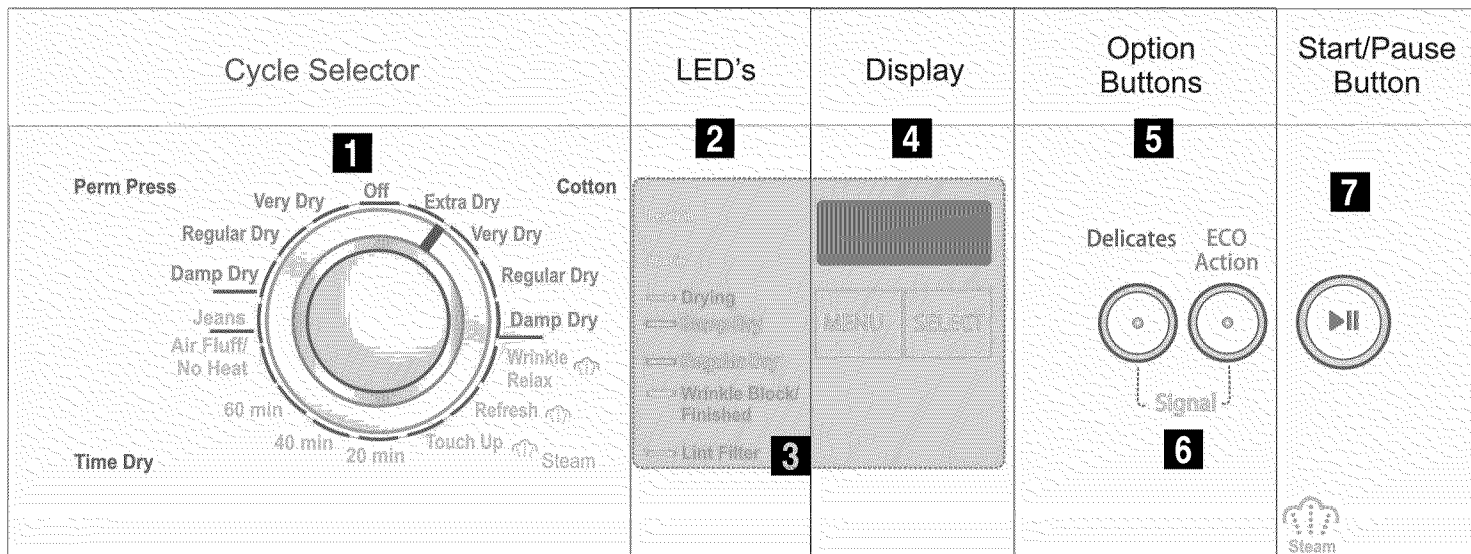 Cycle Selector
LED's
Display
Option
Buttons
Start/Pause
Button
1
2
4
5
7
Perm Press
Cotton
Off
Very Dry
Extra Dry
Regular Dry
Very Dry
Damp Dry
Regular Dry
Jeans
Damp Dry
Air Fluff/
No Heat
Wrinkle
Relax
60 min
Refresh
40 min
20 min
Touch Up
Steam
Time Dry
Drying
Damp Dry
Regular Dry
Wrinkle Block/
Finished
Lint Filter
3
MENU
SELECT
Delicates
ECO
Action
Signal
6
Steam